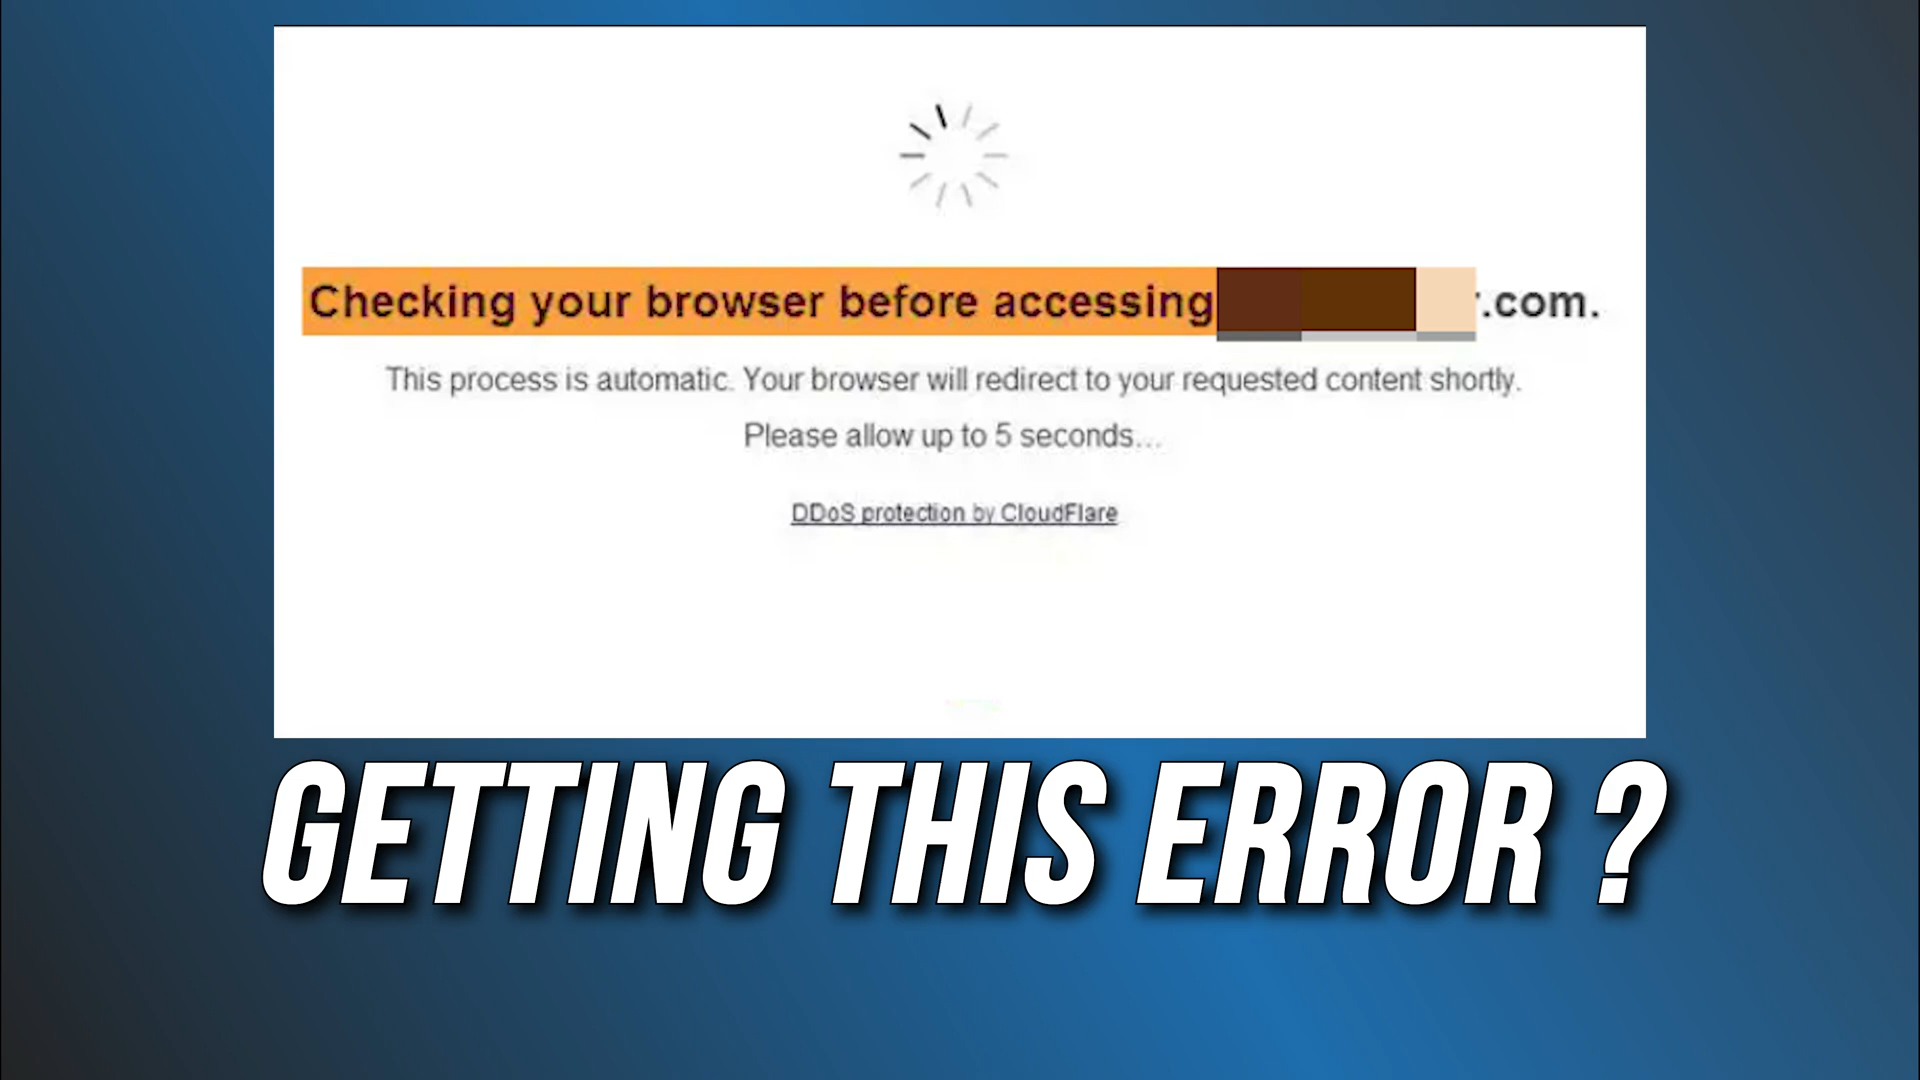 Checking your browser before accessing .com.
This process is automatic. Your browser will redirect to your requested content shortly.
Please allow up to 5 seconds...
DDoS protection by CloudFlare
GETTING THIS ERROR ?